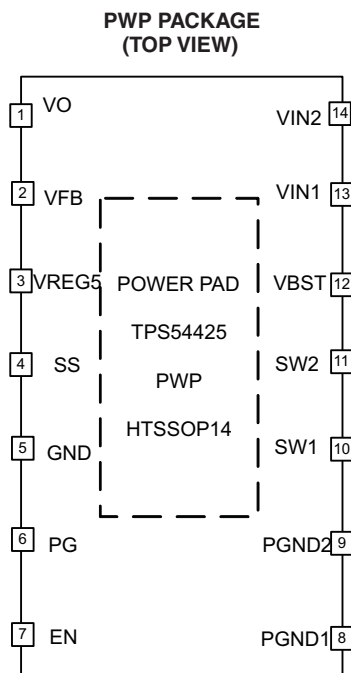 PWP PACKAGE
(TOP VIEW)
1 VO
VIN2 14
2 VFB
VIN1 13
3 VREG5
POWER PAD
VBST 12
TPS54425
4 SS
SW2 11
PWP
HTSSOP14
5 GND
SW1 10
6 PG
PGND2 9
7 EN
PGND1 8